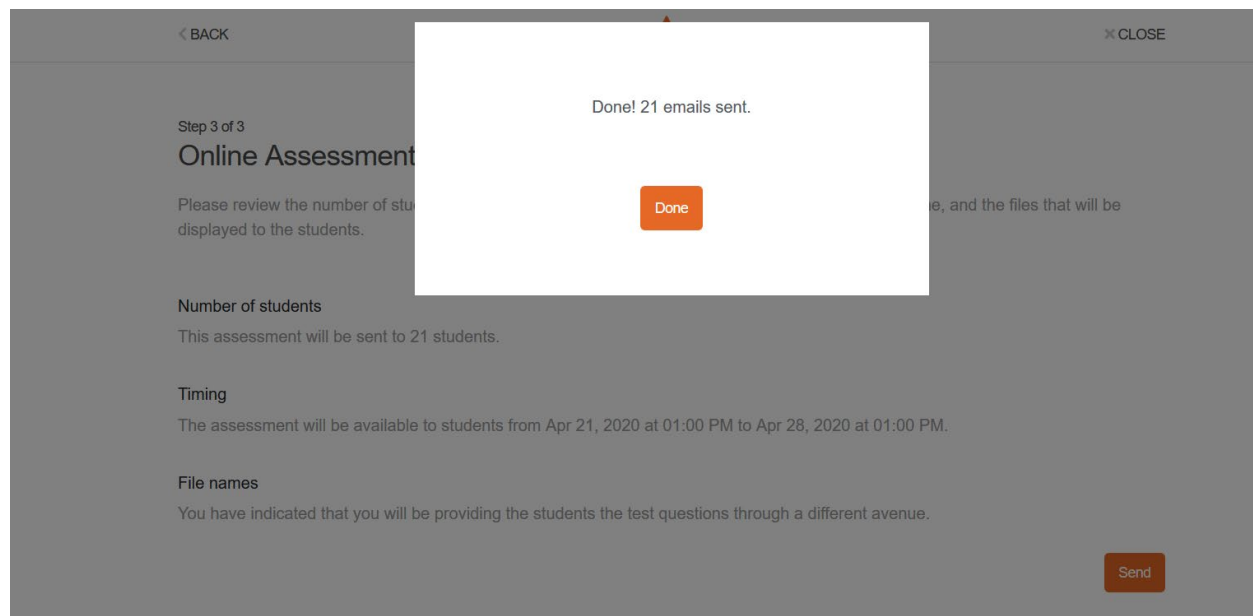 BACK
CLOSE
Done! 21 emails sent.
Done
Step 3 of 3
Online Assessment
Please review the number of
e, and the files that will be
displayed to the students.
Number of students
This assessment will be sent to 21 students.
Timing
The assessment will be available to students from Apr 21, 2020 at 01:00 PM to Apr 28, 2020 at 01:00 PM.
File names
You have indicated that you will be providing the students the test questions through a different avenue.
Send